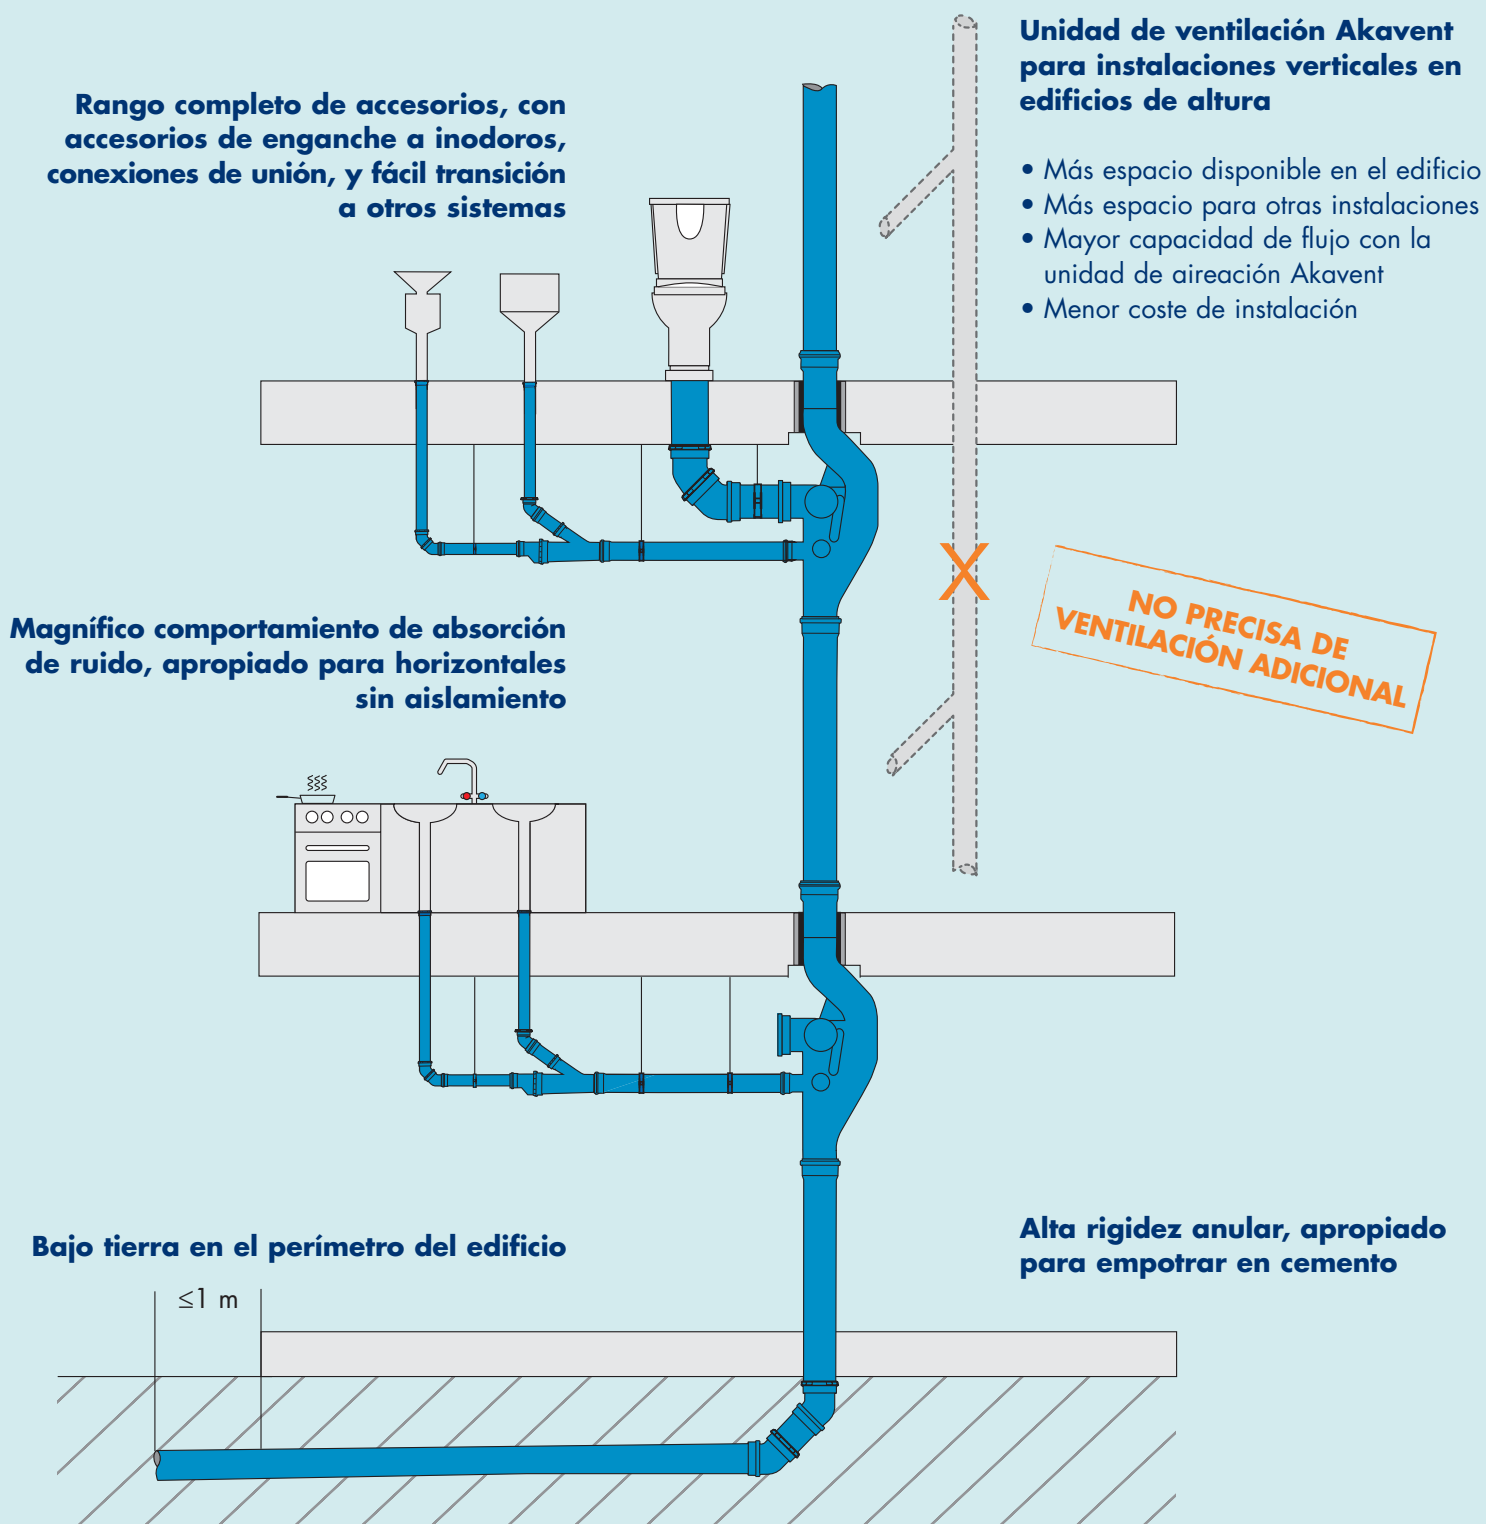 Unidad de ventilación Akavent
para instalaciones verticales en
edificios de altura
• Más espacio disponible en el edificio
• Más espacio para otras instalaciones
• Mayor capacidad de flujo con la
unidad de aireación Akavent
• Menor coste de instalación
Rango completo de accesorios, con
accesorios de enganche a inodoros,
conexiones de unión, y fácil transición
a otros sistemas
X
NO PRECISA DE
VENTILACIÓN ADICIONAL
Magnífico comportamiento de absorción
de ruido, apropiado para horizontales
sin aislamiento
Bajo tierra en el perímetro del edificio
≤1 m
Alta rigidez anular, apropiado
para empotrar en cemento